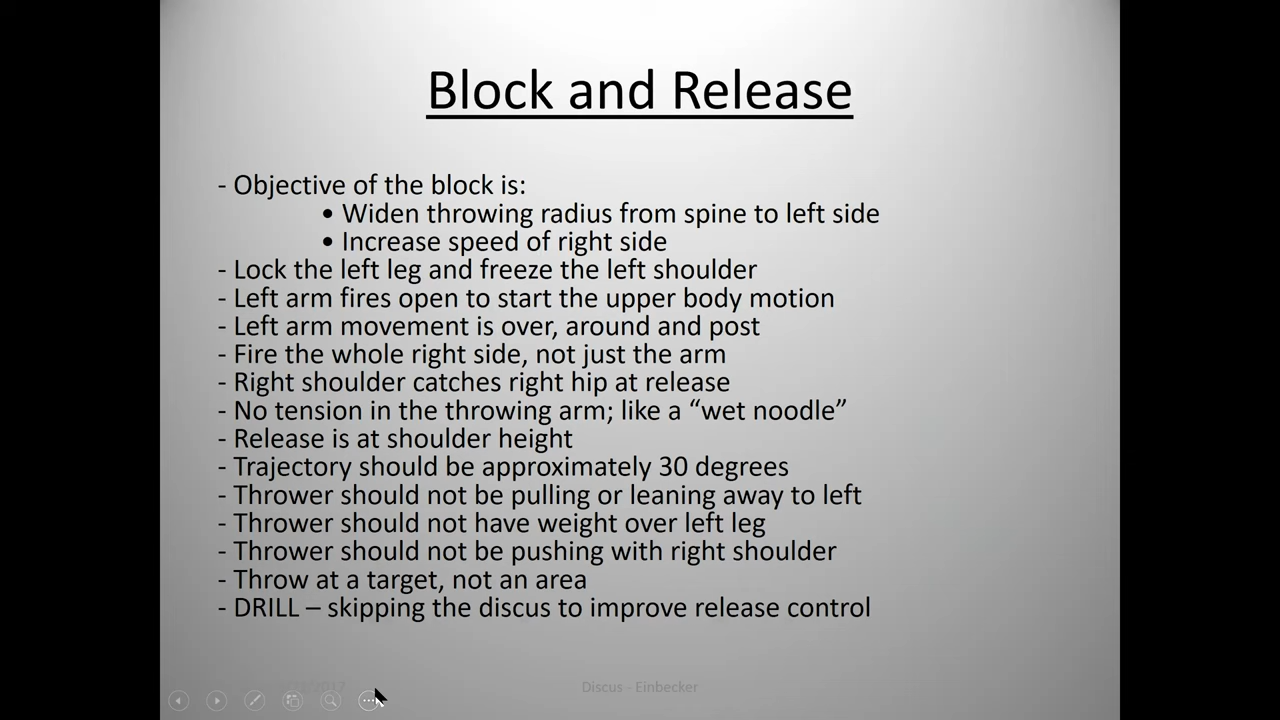 Block and Release
- Objective of the block is:
• Widen throwing radius from spine to left side
• Increase speed of right side
- Lock the left leg and freeze the left shoulder
- Left arm fires open to start the upper body motion
- Left arm movement is over, around and post
- Fire the whole right side, not just the arm
- Right shoulder catches right hip at release
- No tension in the throwing arm; like a “wet noodle”
- Release is at shoulder height
- Trajectory should be approximately 30 degrees
- Thrower should not be pulling or leaning away to left
- Thrower should not have weight over left leg
- Thrower should not be pushing with right shoulder
- Throw at a target, not an area
- DRILL – skipping the discus to improve release control
Discus - Einbecker